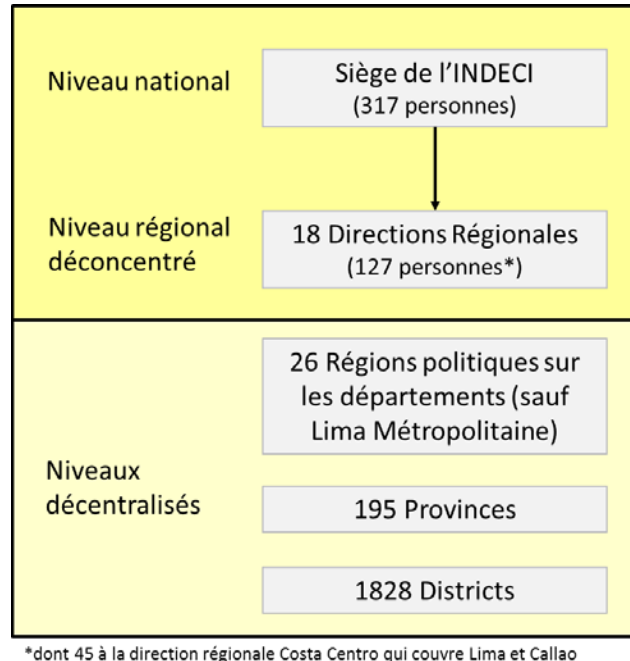 Niveau national
Siège de l’INDECI
(317 personnes)
Niveau régional
déconcentré
18 Directions Régionales
(127 personnes*)
26 Régions politiques sur
les départements (sauf
Lima Métropolitaine)
Niveaux
décentralisés
195 Provinces
1828 Districts
*dont 45 à la direction régionale Costa Centro qui couvre Lima et Callao